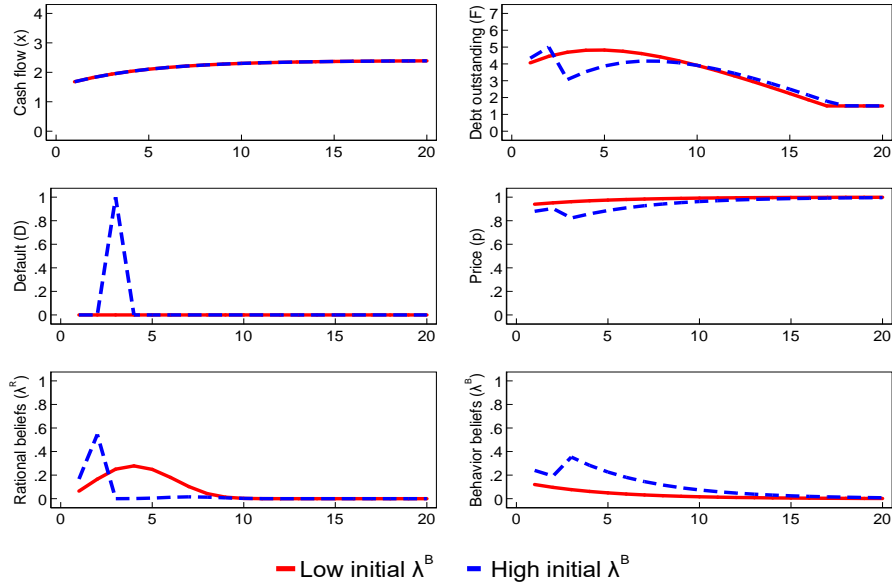 Cash flow (x)
4
3
2
1
0
0 5 10 15 20
Debt outstanding (F)
7
6
5
4
3
2
1
0
0 5 10 15 20
Default (D)
1
.8
.6
.4
.2
0
0 5 10 15 20
Price (p)
1
.8
.6
.4
.2
0
0 5 10 15 20
Rational beliefs (λᴿ)
1
.8
.6
.4
.2
0
0 5 10 15 20
Behavior beliefs (λᴮ)
1
.8
.6
.4
.2
0
0 5 10 15 20
Low initial λᴮ High initial λᴮ